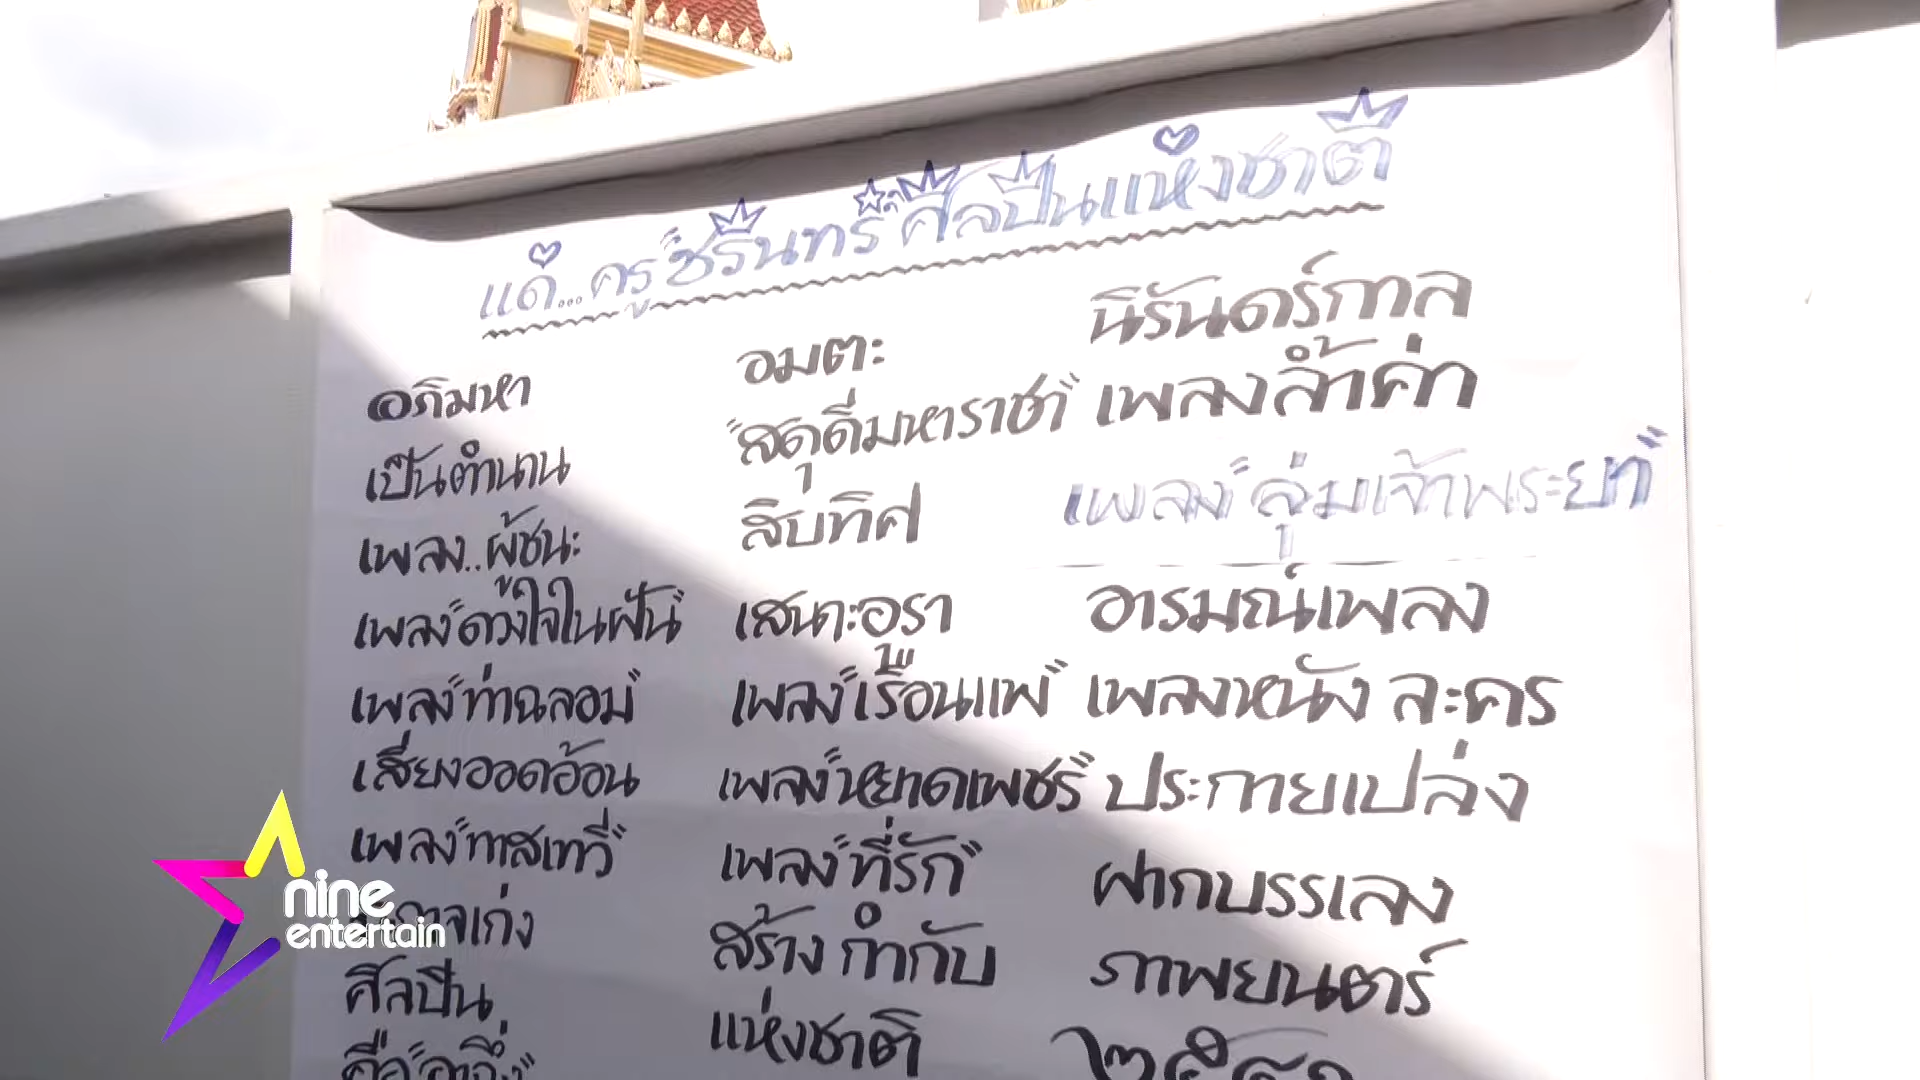 แด่...ครู "ชรินทร์" ศิลปินแห่งชาติ
อภิมหา อมตะ นิรันดร์กาล
เป็นตำนาน "สดุดีมหาราชา" เพลงล้ำค่า
เพลง..ผู้ชนะ สิบทิศ เพลง "ลุ่มเจ้าพระยา"
เพลง "ดวงใจในฝัน" เสนาะอุรา อารมณ์เพลง
เพลง "ท่าฉลอม" เพลง "เรือนแพ" เพลงหนัง ละคร
เสียงออดอ้อน เพลง "หยาดเพชร" ประกายเปล่ง
เพลง "ทาสเทวี" เพลง "ที่รัก" ฝากบรรเลง
เก่ง สร้าง กำกับ ภาพยนตร์
ศิลปิน แห่งชาติ
คือ
nine
entertain